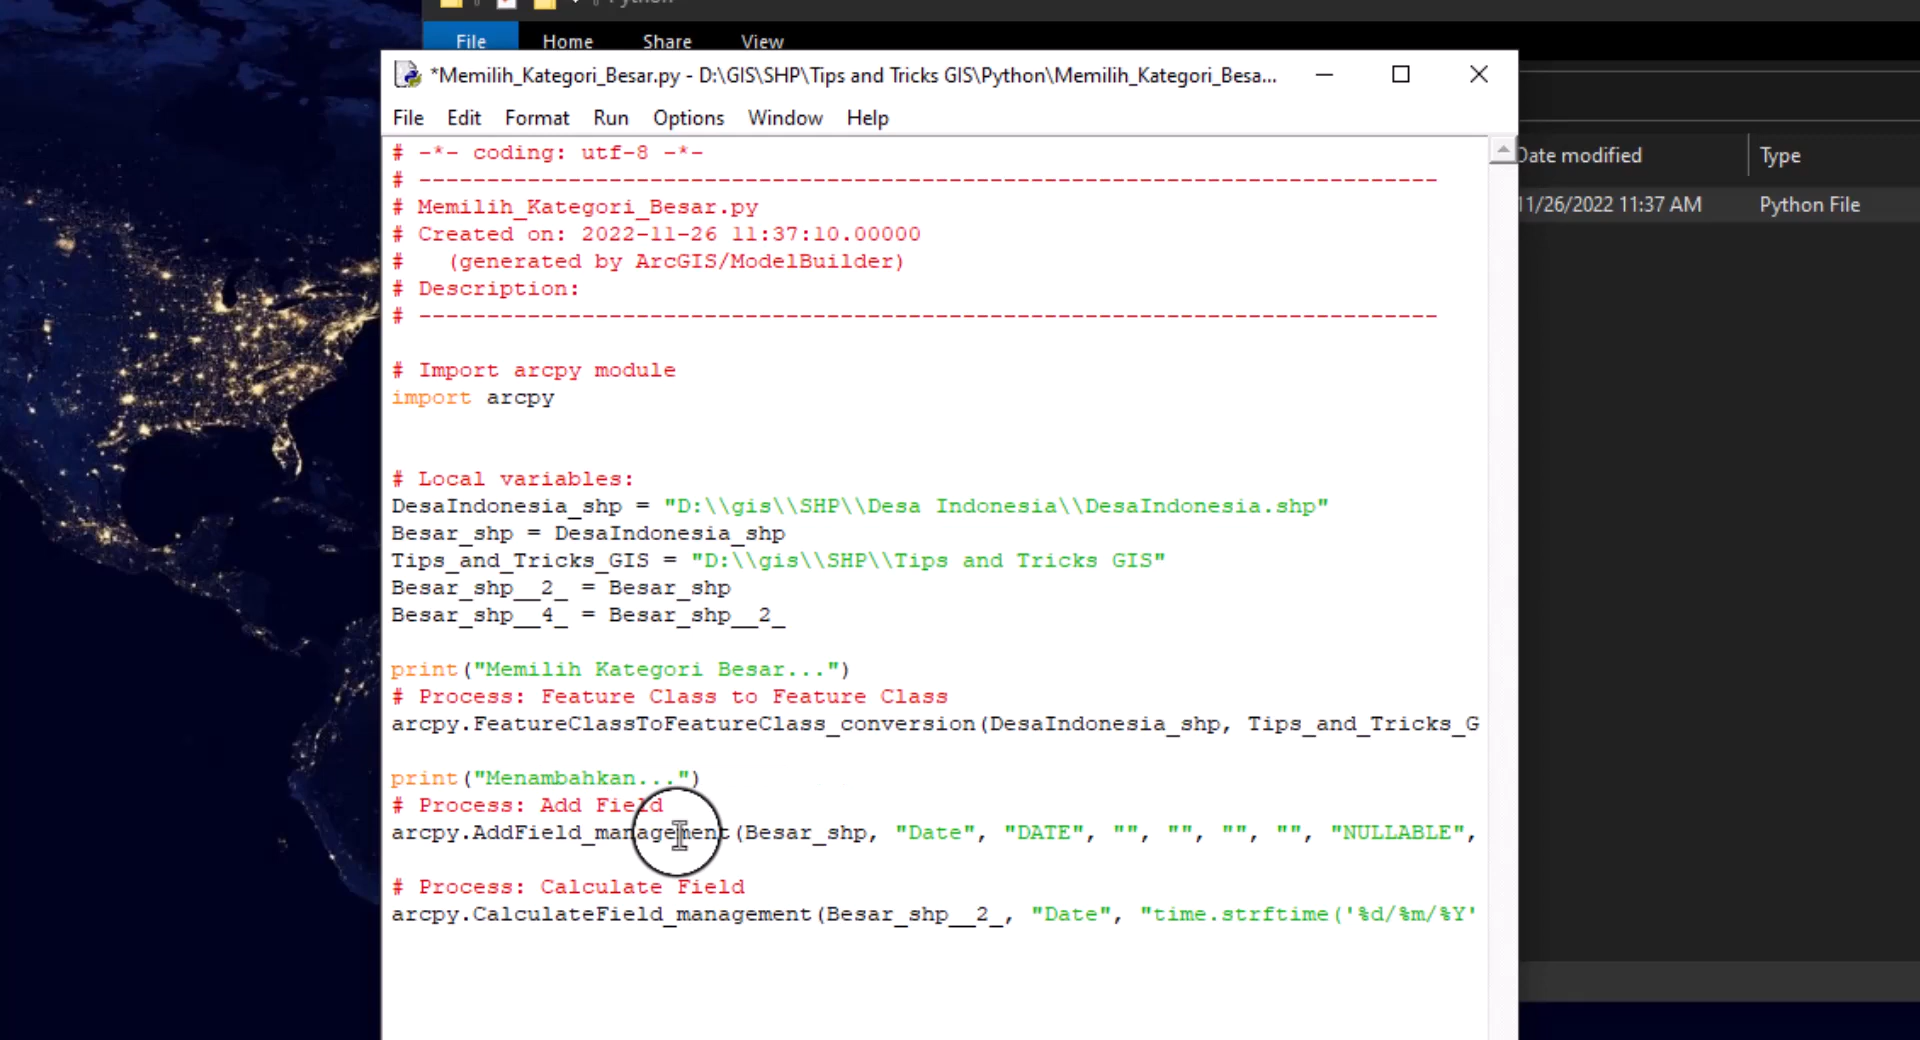 Python
File Home Share View
*Memilih_Kategori_Besar.py - D:\GIS\SHP\Tips and Tricks GIS\Python\Memilih_Kategori_Besa...
File Edit Format Run Options Window Help
Date modified Type
11/26/2022 11:37 AM Python File
# -*- coding: utf-8 -*-
# ---------------------------------------------------------------------------
# Memilih_Kategori_Besar.py
# Created on: 2022-11-26 11:37:10.00000
#   (generated by ArcGIS/ModelBuilder)
# Description:
# ---------------------------------------------------------------------------
# Import arcpy module
import arcpy
# Local variables:
DesaIndonesia_shp = "D:\\gis\\SHP\\Desa Indonesia\\DesaIndonesia.shp"
Besar_shp = DesaIndonesia_shp
Tips_and_Tricks_GIS = "D:\\gis\\SHP\\Tips and Tricks GIS"
Besar_shp__2_ = Besar_shp
Besar_shp__4_ = Besar_shp__2_
print("Memilih Kategori Besar...")
# Process: Feature Class to Feature Class
arcpy.FeatureClassToFeatureClass_conversion(DesaIndonesia_shp, Tips_and_Tricks_G
print("Menambahkan...")
# Process: Add Field
arcpy.AddField_management(Besar_shp, "Date", "DATE", "", "", "", "", "NULLABLE",
# Process: Calculate Field
arcpy.CalculateField_management(Besar_shp__2_, "Date", "time.strftime('%d/%m/%Y'